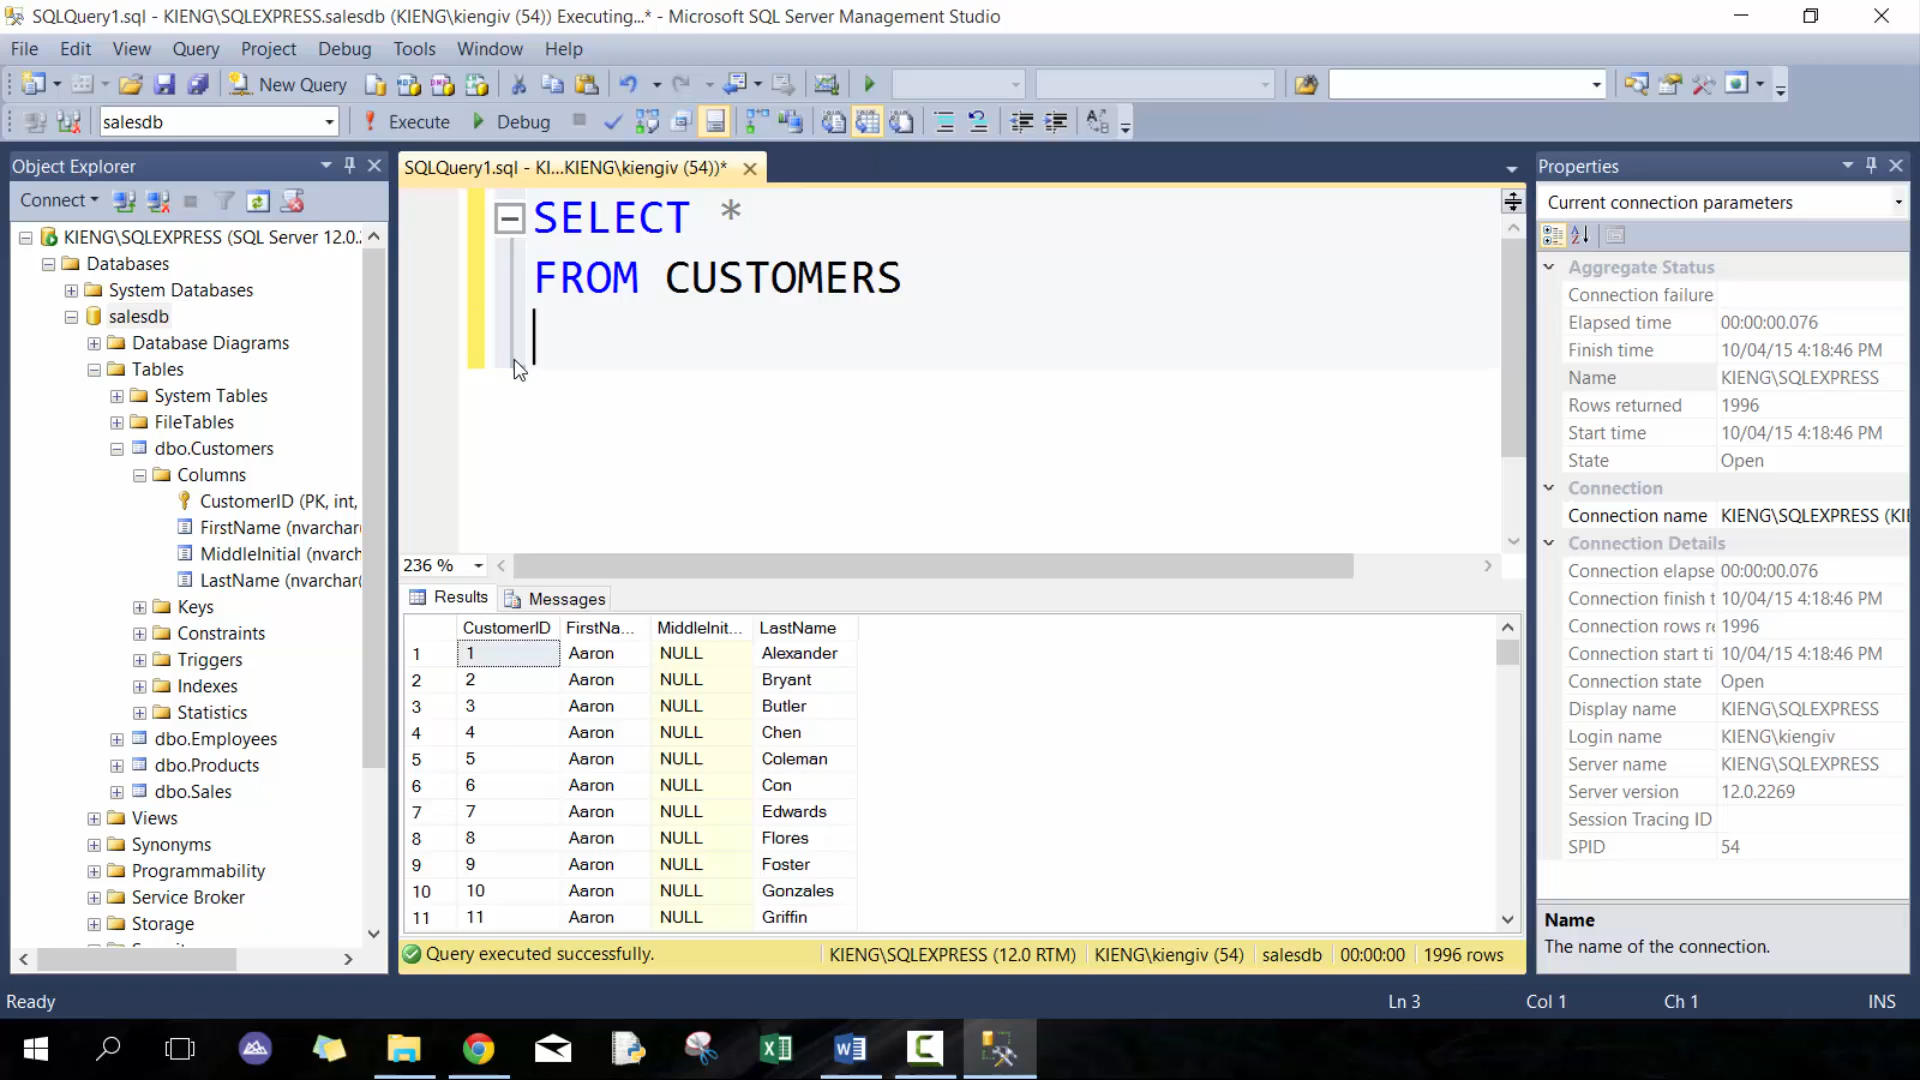 SQLQuery1.sql - KIENG\SQLEXPRESS.salesdb (KIENG\kiengiv (54)) Executing...* - Microsoft SQL Server Management Studio
File Edit View Query Project Debug Tools Window Help
New Query
salesdb Execute Debug
Object Explorer
Connect
KIENG\SQLEXPRESS (SQL Server 12.0.
Databases
System Databases
salesdb
Database Diagrams
Tables
System Tables
FileTables
dbo.Customers
Columns
CustomerID (PK, int,
FirstName (nvarchar
MiddleInitial (nvarch
LastName (nvarchar(
Keys
Constraints
Triggers
Indexes
Statistics
dbo.Employees
dbo.Products
dbo.Sales
Views
Synonyms
Programmability
Service Broker
Storage
SQLQuery1.sql - KI...KIENG\kiengiv (54))*
SELECT *
FROM CUSTOMERS
236 %
Results Messages
CustomerID FirstNa... MiddleInit... LastName
1 1 Aaron NULL Alexander
2 2 Aaron NULL Bryant
3 3 Aaron NULL Butler
4 4 Aaron NULL Chen
5 5 Aaron NULL Coleman
6 6 Aaron NULL Con
7 7 Aaron NULL Edwards
8 8 Aaron NULL Flores
9 9 Aaron NULL Foster
10 10 Aaron NULL Gonzales
11 11 Aaron NULL Griffin
Query executed successfully. KIENG\SQLEXPRESS (12.0 RTM) KIENG\kiengiv (54) salesdb 00:00:00 1996 rows
Properties
Current connection parameters
Aggregate Status
Connection failure
Elapsed time 00:00:00.076
Finish time 10/04/15 4:18:46 PM
Name KIENG\SQLEXPRESS
Rows returned 1996
Start time 10/04/15 4:18:46 PM
State Open
Connection
Connection name KIENG\SQLEXPRESS (KIE
Connection Details
Connection elapse 00:00:00.076
Connection finish t 10/04/15 4:18:46 PM
Connection rows re 1996
Connection start ti 10/04/15 4:18:46 PM
Connection state Open
Display name KIENG\SQLEXPRESS
Login name KIENG\kiengiv
Server name KIENG\SQLEXPRESS
Server version 12.0.2269
Session Tracing ID
SPID 54
Name
The name of the connection.
Ready Ln 3 Col 1 Ch 1 INS